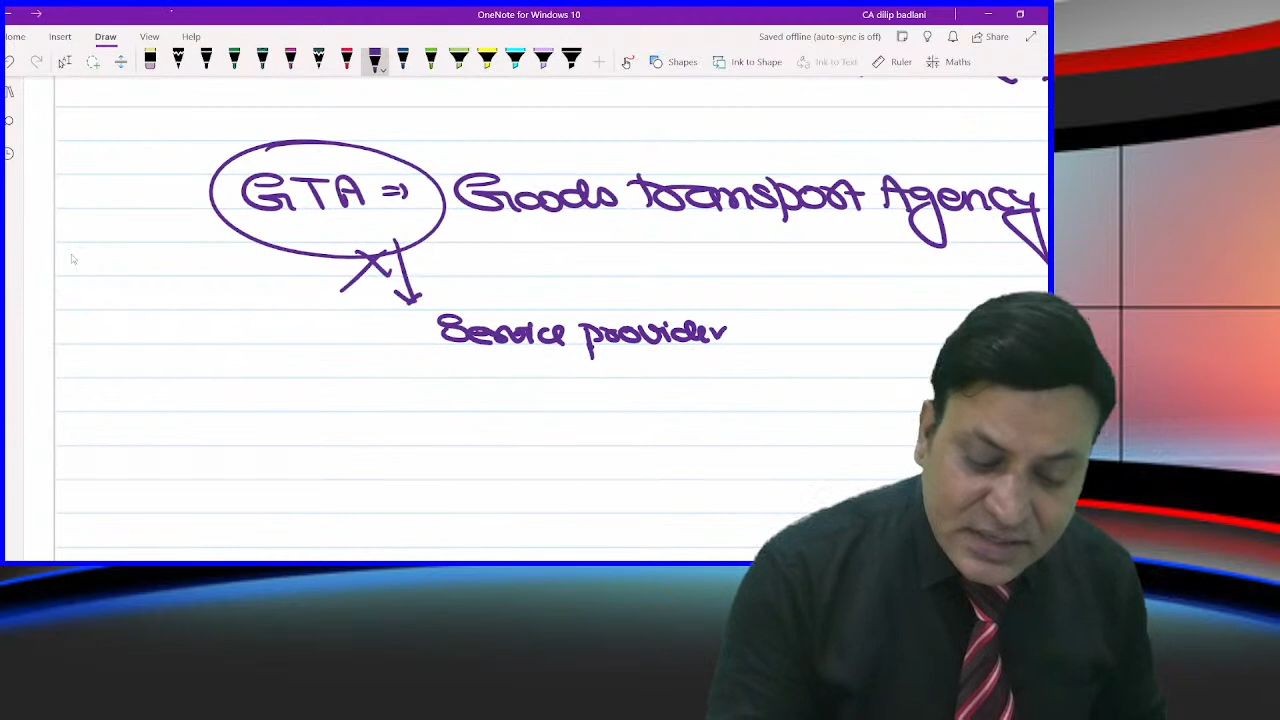 OneNote for Windows 10
CA dilip badlani
Insert
Draw
View
Help
Saved offline (auto-sync is off)
Share
Shapes
Ink to Shape
Ink to Text
Ruler
Maths
GTA ⇒ Goods transport Agency
Service provider